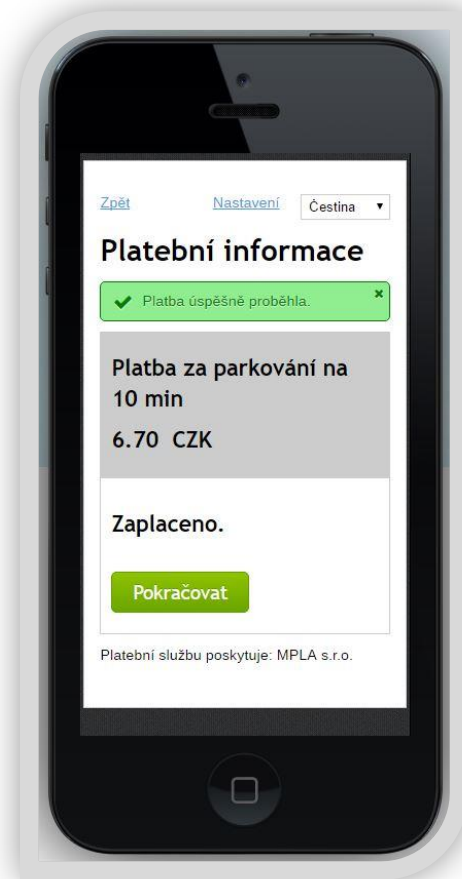 Zpět Nastavení Čestina
Platební informace
Platba úspěšně proběhla.
Platba za parkování na
10 min
6.70 CZK
Zaplaceno.
Pokračovat
Platební službu poskytuje: MPLA s.r.o.